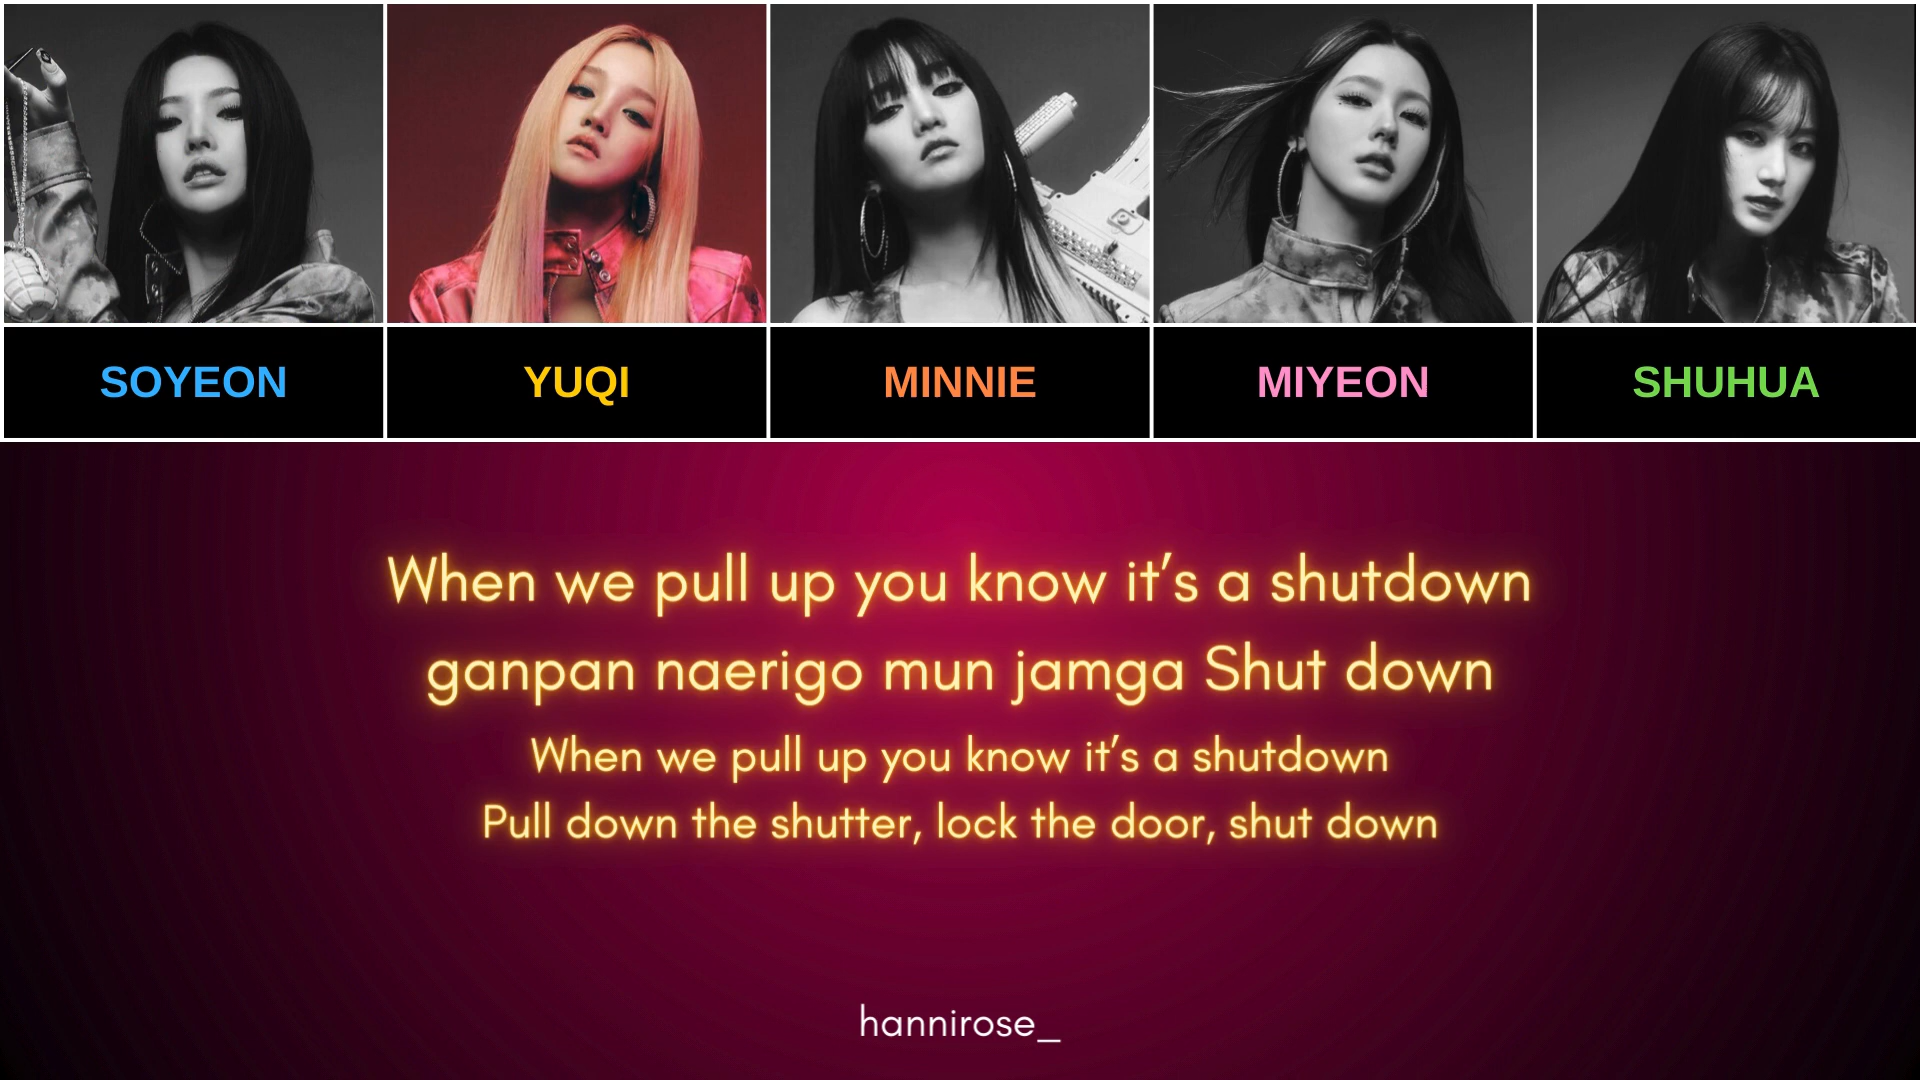 SOYEON
YUQI
MINNIE
MIYEON
SHUHUA
When we pull up you know it’s a shutdown
ganpan naerigo mun jamga Shut down
When we pull up you know it’s a shutdown
Pull down the shutter, lock the door, shut down
hannirose_